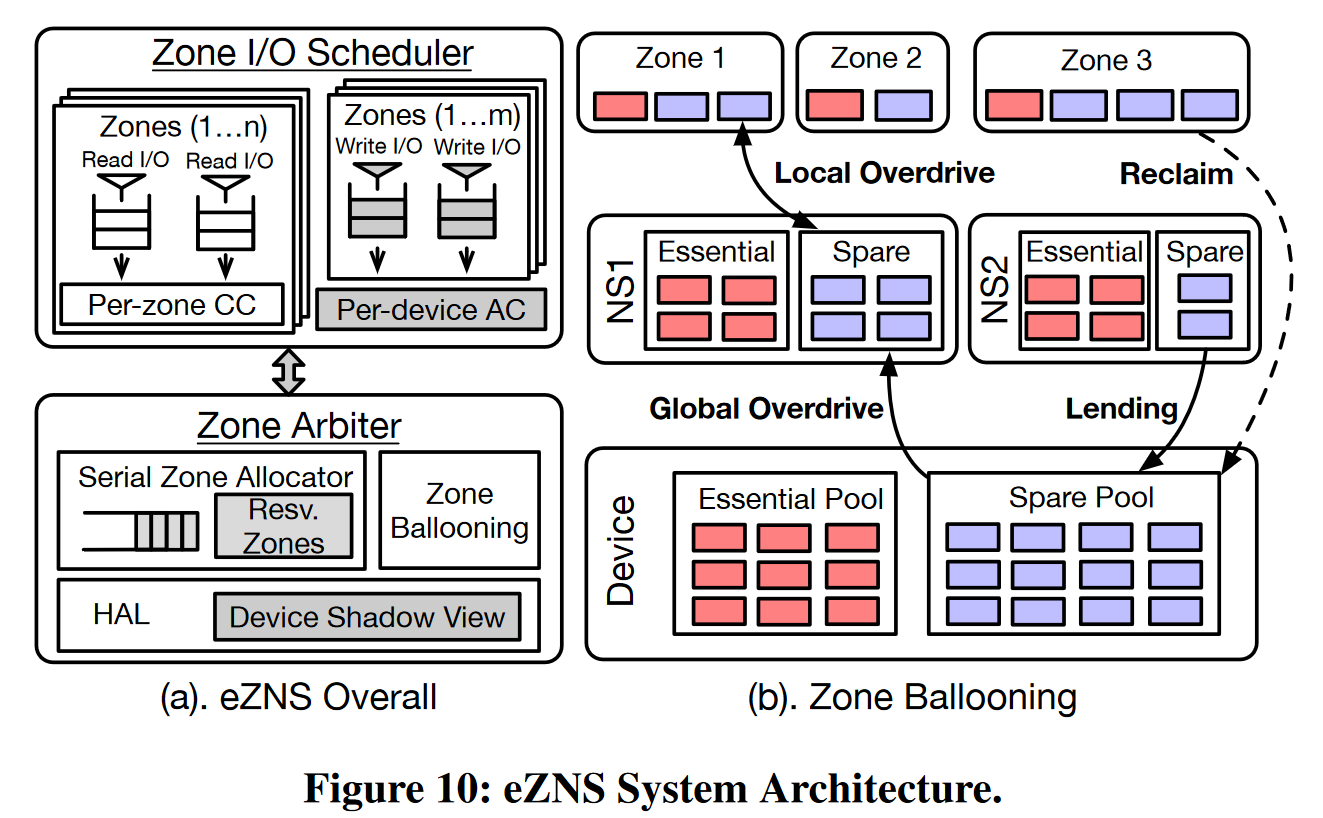 Zone I/O Scheduler
Zones (1...n)
Read I/O Read I/O
Per-zone CC
Zones (1...m)
Write I/O Write I/O
Per-device AC
Zone Arbiter
Serial Zone Allocator
Resv.
Zones
Zone
Ballooning
HAL
Device Shadow View
(a). eZNS Overall
Zone 1
Zone 2
Zone 3
Local Overdrive
Reclaim
NS1
Essential
Spare
NS2
Essential
Spare
Global Overdrive
Lending
Device
Essential Pool
Spare Pool
(b). Zone Ballooning
Figure 10: eZNS System Architecture.